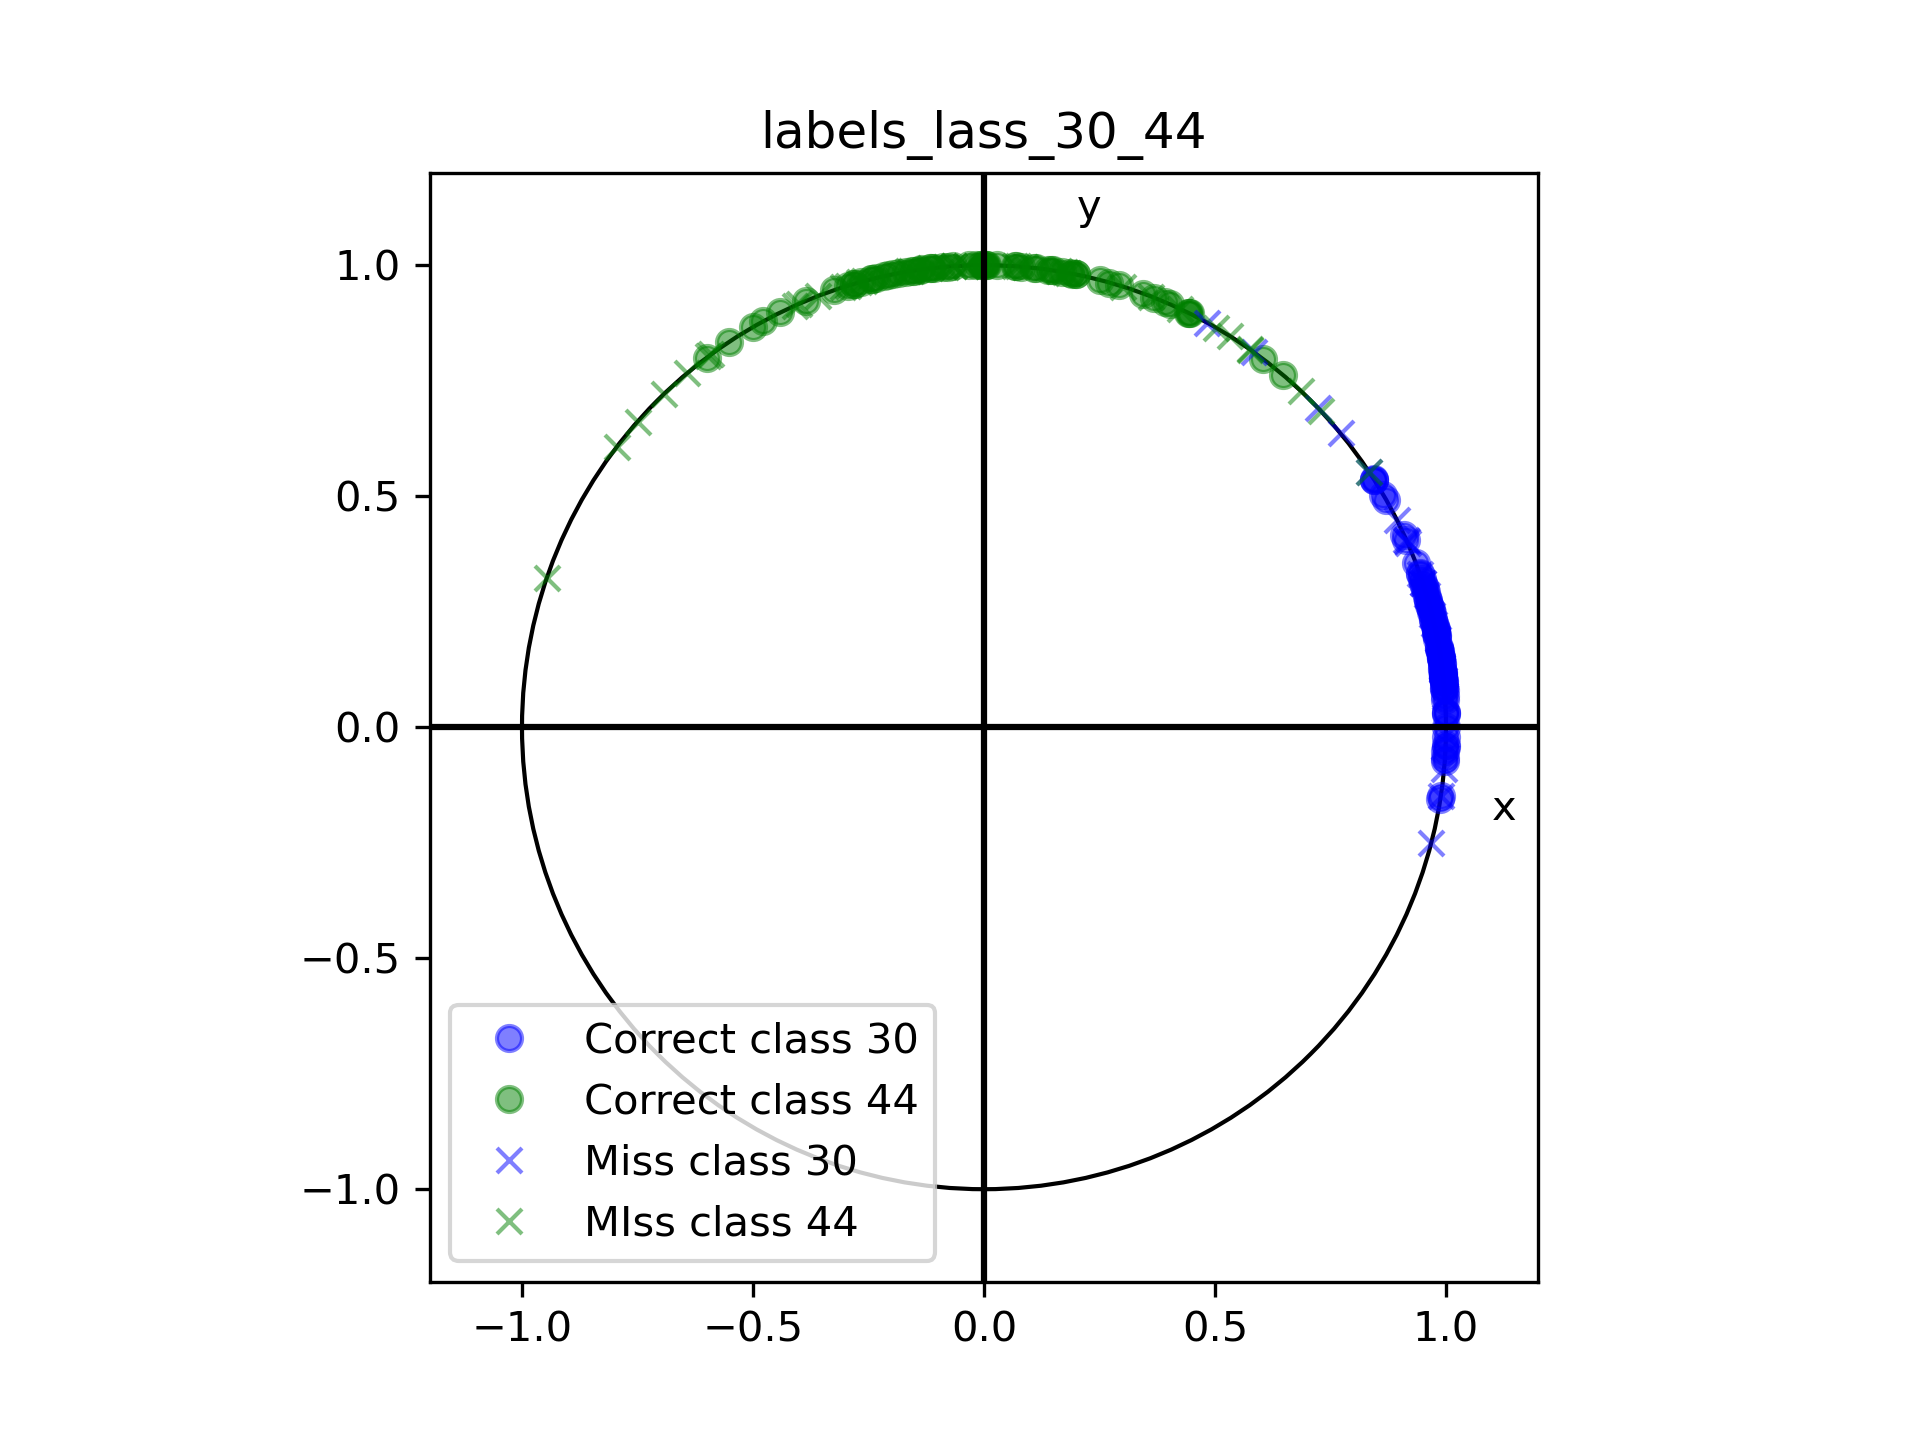 labels_lass_30_44
y
1.0
0.5
0.0
x
−0.5
−1.0
Correct class 30
Correct class 44
Miss class 30
MIss class 44
−1.0 −0.5 0.0 0.5 1.0